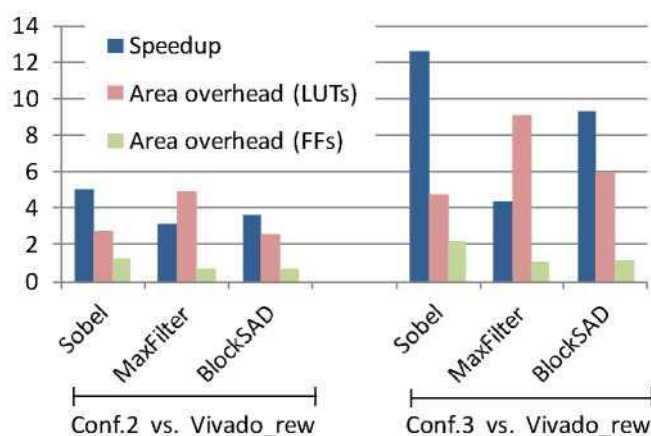 14
12
10
8
6
4
2
0
Speedup
Area overhead (LUTs)
Area overhead (FFs)
Sobel
MaxFilter
BlockSAD
Sobel
MaxFilter
BlockSAD
Conf.2 vs. Vivado_rew
Conf.3 vs. Vivado_rew